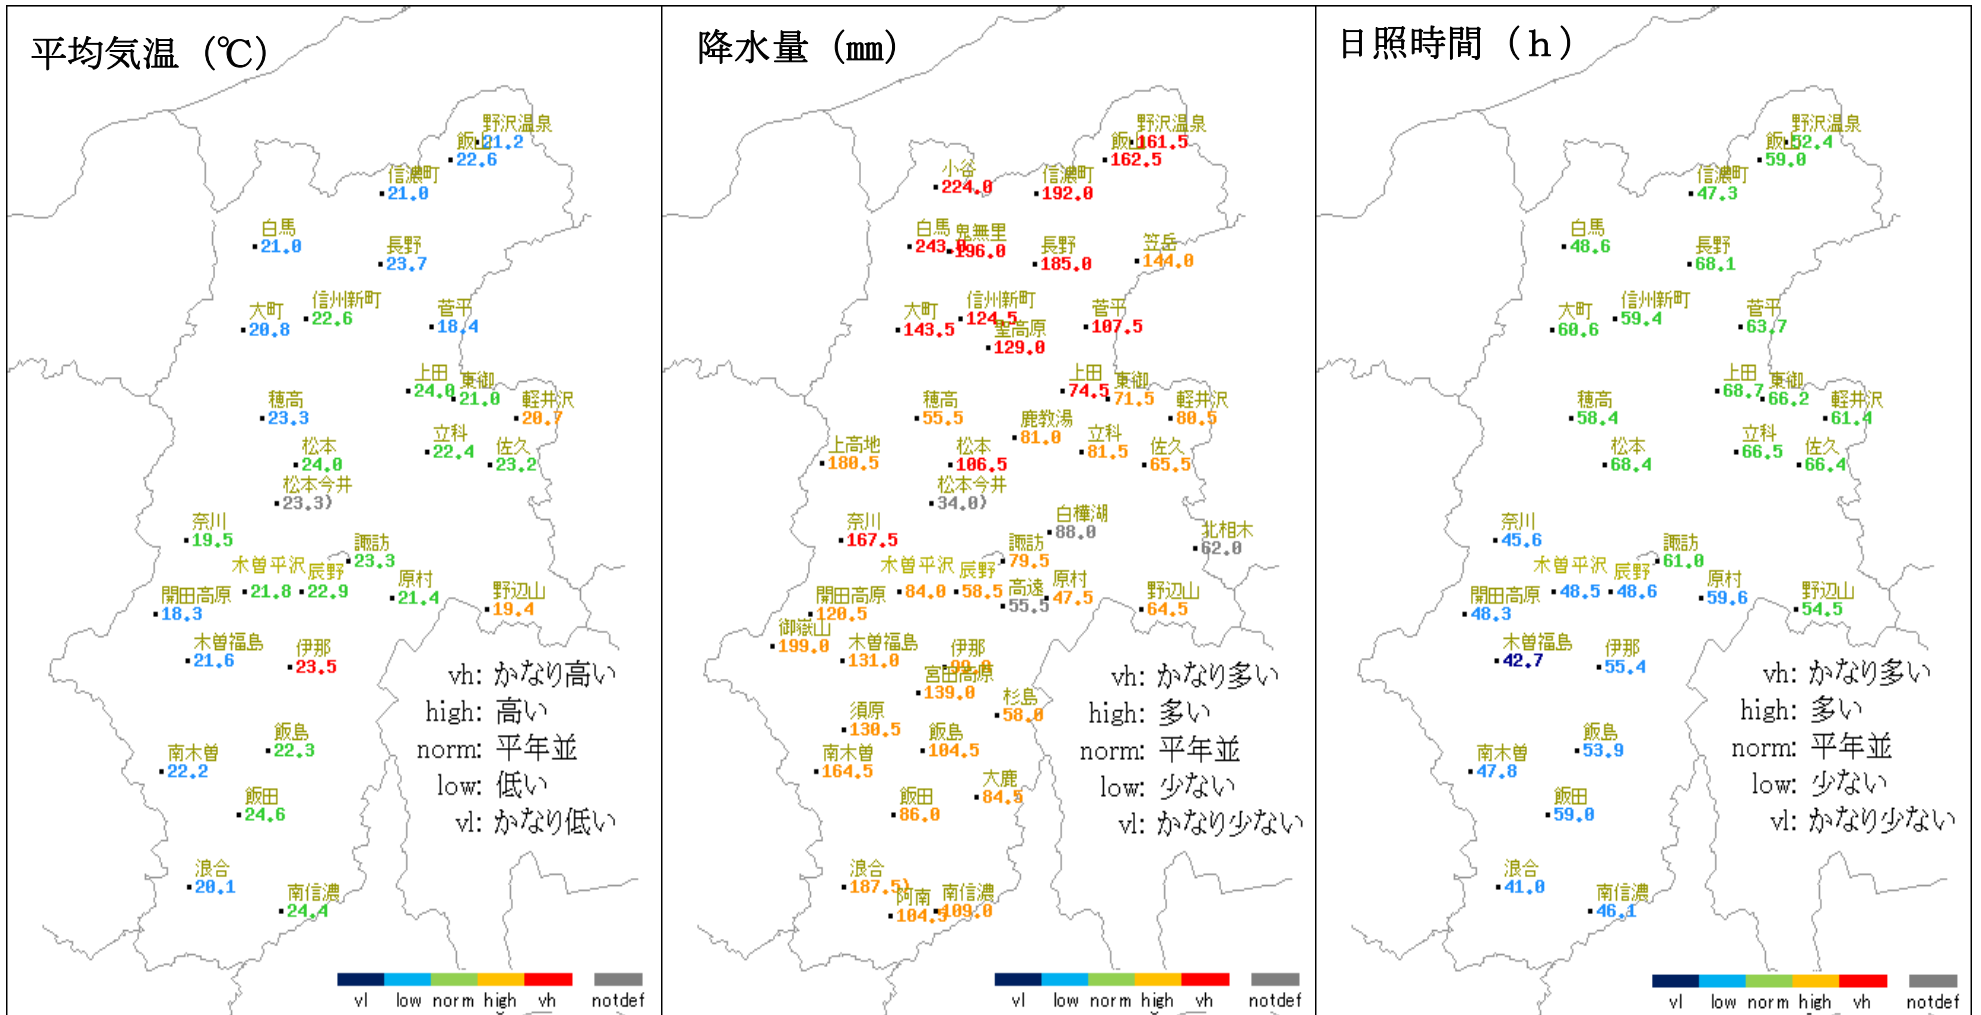 平均気温（℃）
野沢温泉
21.2
飯山
22.6
信濃町
21.0
白馬
21.0
長野
23.7
大町
20.8
信州新町
22.6
菅平
18.4
上田
24.0
東御
21.0
軽井沢
20.7
穂高
23.3
立科
22.4
佐久
23.2
松本
24.0
松本今井
23.3)
奈川
19.5
諏訪
23.3
木曽平沢
21.8
辰野
22.9
原村
21.4
野辺山
19.4
開田高原
18.3
木曽福島
21.6
伊那
23.5
飯島
22.3
南木曽
22.2
飯田
24.6
浪合
20.1
南信濃
24.4
vh: かなり高い
high: 高い
norm: 平年並
low: 低い
vl: かなり低い
vl low norm high vh notdef
降水量（㎜）
野沢温泉
161.5
飯山
162.5
小谷
224.0
信濃町
192.0
白馬
243.0
鬼無里
196.0
長野
185.0
笠岳
144.0
大町
143.5
信州新町
124.5
聖高原
129.0
菅平
107.5
上田
74.5
東御
71.5
軽井沢
80.5
穂高
55.5
鹿教湯
81.0
立科
81.5
佐久
65.5
上高地
180.5
松本
106.5
松本今井
34.0)
奈川
167.5
白樺湖
88.0
北相木
62.0
諏訪
79.5
木曽平沢
84.0
辰野
58.5
高遠
55.5
原村
47.5
野辺山
64.5
開田高原
120.5
御嶽山
199.0
木曽福島
131.0
伊那
99.0
宮田高原
139.0
杉島
58.0
須原
130.5
飯島
104.5
南木曽
164.5
大鹿
84.5
飯田
86.0
浪合
187.5)
阿南
104.5
南信濃
109.0
vh: かなり多い
high: 多い
norm: 平年並
low: 少ない
vl: かなり少ない
vl low norm high vh notdef
日照時間（ｈ）
野沢温泉
52.4
飯山
59.0
信濃町
47.3
白馬
48.6
長野
68.1
大町
60.6
信州新町
59.4
菅平
63.7
上田
68.7
東御
66.2
軽井沢
61.4
穂高
58.4
立科
66.5
佐久
66.4
松本
68.4
奈川
45.6
諏訪
61.0
木曽平沢
48.5
辰野
48.6
原村
59.6
野辺山
54.5
開田高原
48.3
木曽福島
42.7
伊那
55.4
飯島
53.9
南木曽
47.8
飯田
59.0
浪合
41.0
南信濃
46.1
vh: かなり多い
high: 多い
norm: 平年並
low: 少ない
vl: かなり少ない
vl low norm high vh notdef